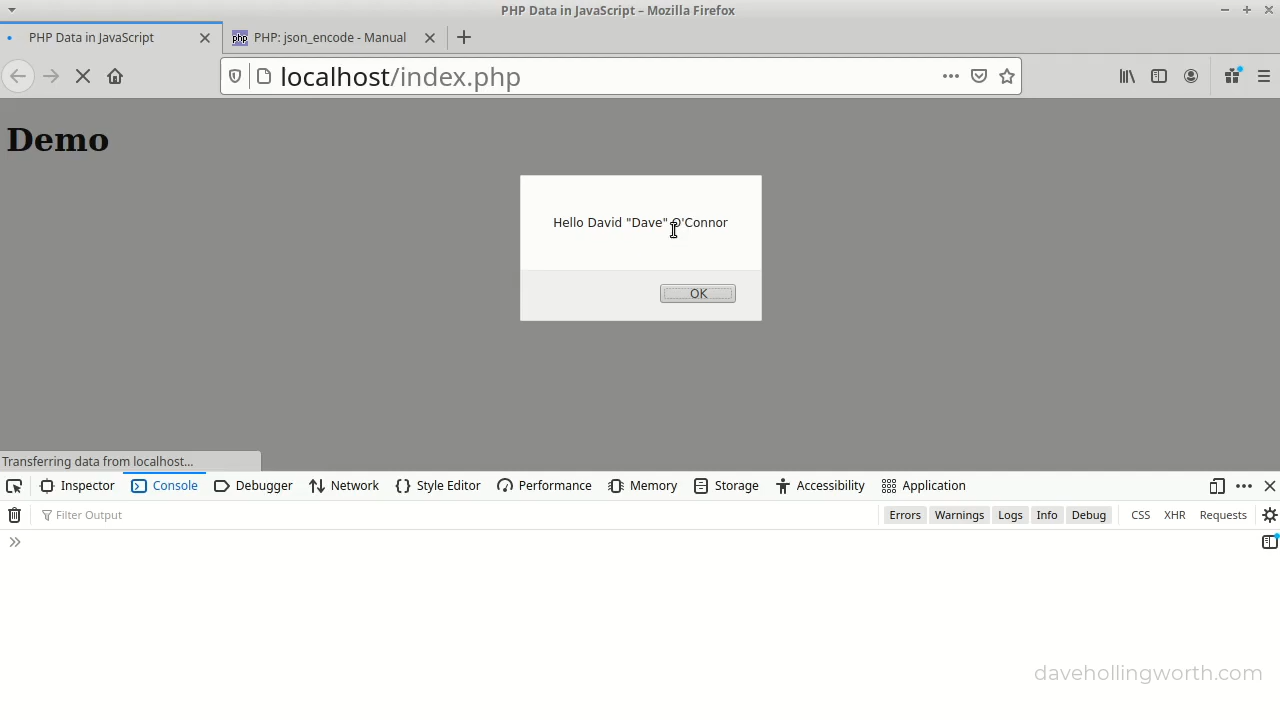 PHP Data in JavaScript – Mozilla Firefox
PHP Data in JavaScript
php PHP: json_encode - Manual
localhost/index.php
Demo
Hello David "Dave" O'Connor
OK
Transferring data from localhost...
Inspector Console Debugger Network Style Editor Performance Memory Storage Accessibility Application
Filter Output Errors Warnings Logs Info Debug CSS XHR Requests
davehollingworth.com